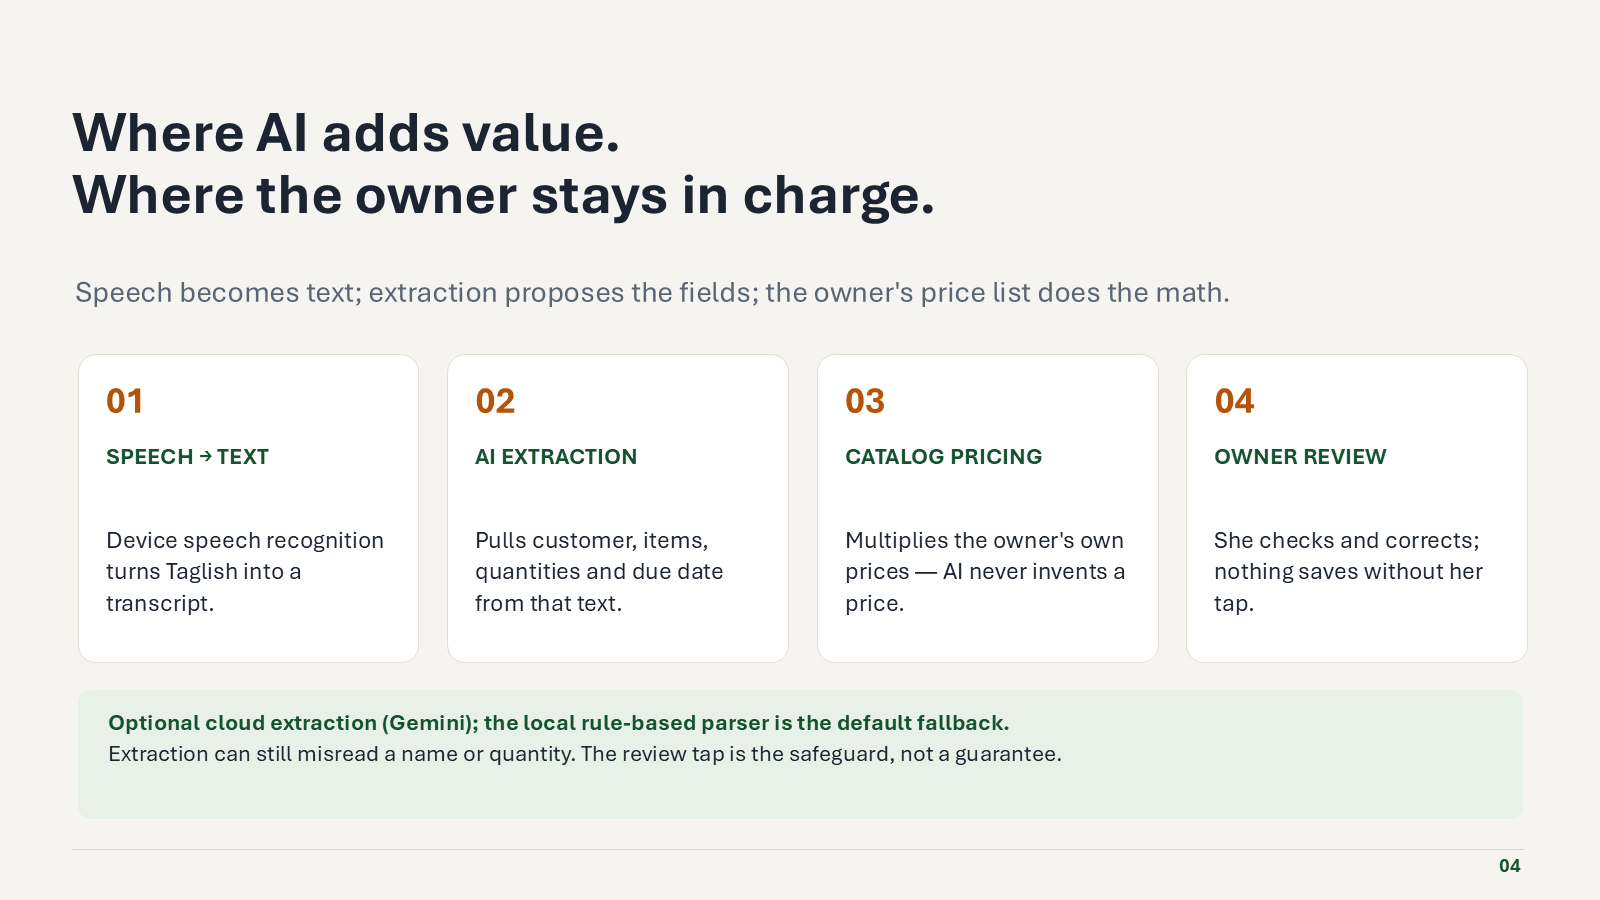 Where AI adds value.
Where the owner stays in charge.
Speech becomes text; extraction proposes the fields; the owner's price list does the math.
01
SPEECH → TEXT
Device speech recognition
turns Taglish into a
transcript.
02
AI EXTRACTION
Pulls customer, items,
quantities and due date
from that text.
03
CATALOG PRICING
Multiplies the owner's own
prices — AI never invents a
price.
04
OWNER REVIEW
She checks and corrects;
nothing saves without her
tap.
Optional cloud extraction (Gemini); the local rule-based parser is the default fallback.
Extraction can still misread a name or quantity. The review tap is the safeguard, not a guarantee.
04